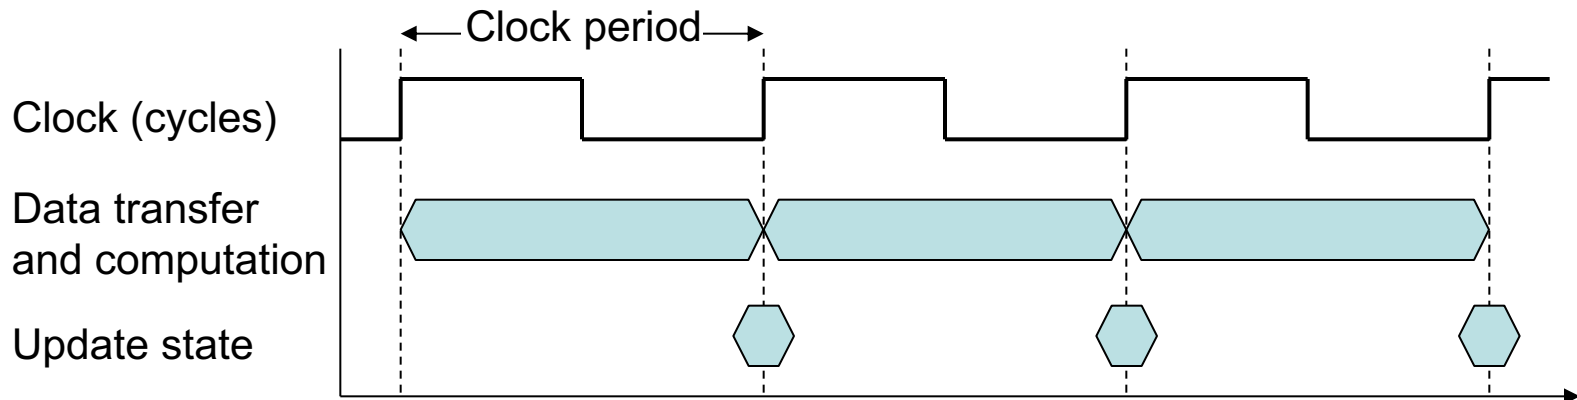 Clock period
Clock (cycles)
Data transfer
and computation
Update state